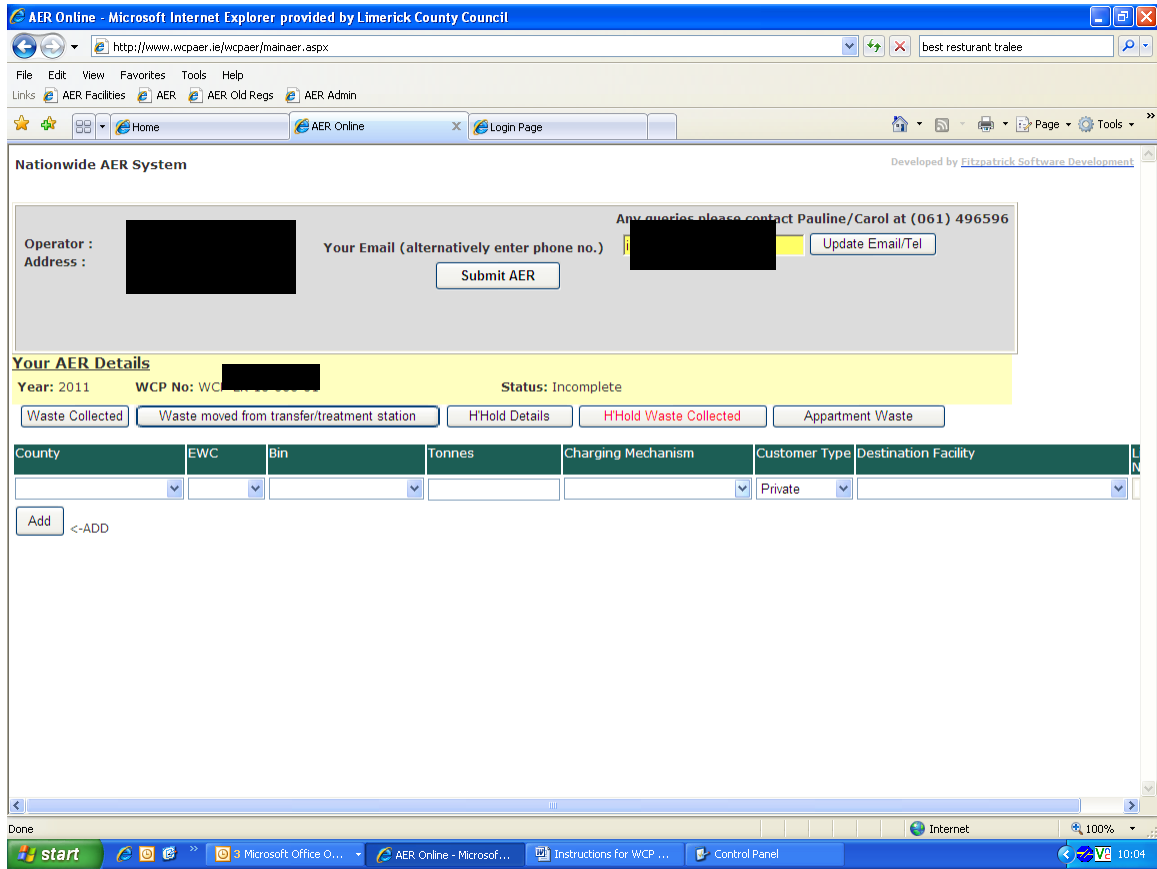 AER Online - Microsoft Internet Explorer provided by Limerick County Council
http://www.wcpaer.ie/wcpaer/mainaer.aspx
best resturant tralee
File Edit View Favorites Tools Help
Links AER Facilities AER AER Old Regs AER Admin
Home AER Online X Login Page Page Tools »
Nationwide AER System
Developed by Fitzpatrick Software Development
Any queries please contact Pauline/Carol at (061) 496596
Operator :
Your Email (alternatively enter phone no.) Update Email/Tel
Address :
Submit AER
Your AER Details
Year: 2011 WCP No: Status: Incomplete
Waste Collected Waste moved from transfer/treatment station H'Hold Details H'Hold Waste Collected Appartment Waste
County EWC Bin Tonnes Charging Mechanism Customer Type Destination Facility
Private
Add <-ADD
Done Internet 100%
start » 3 Microsoft Office O... AER Online - Microsof... Instructions for WCP ... Control Panel 10:04